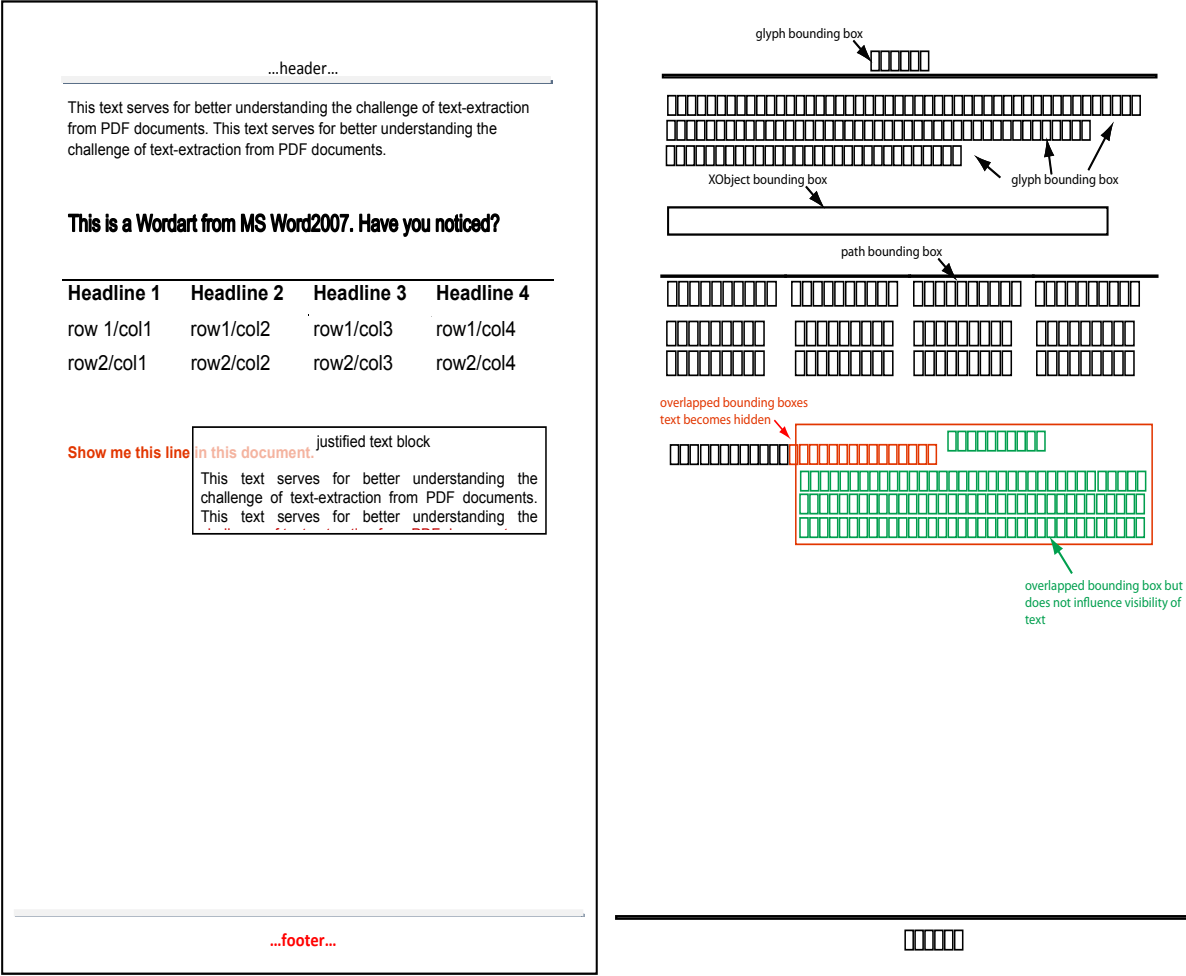 ...header...
This text serves for better understanding the challenge of text-extraction
from PDF documents. This text serves for better understanding the
challenge of text-extraction from PDF documents.
This is a Wordart from MS Word2007. Have you noticed?
Headline 1 Headline 2 Headline 3 Headline 4
row 1/col1 row1/col2 row1/col3 row1/col4
row2/col1 row2/col2 row2/col3 row2/col4
Show me this line in this document.
justified text block
This text serves for better understanding the
challenge of text-extraction from PDF documents.
This text serves for better understanding the
...footer...
glyph bounding box
glyph bounding box
XObject bounding box
path bounding box
overlapped bounding boxes
text becomes hidden
overlapped bounding box but
does not influence visibility of
text